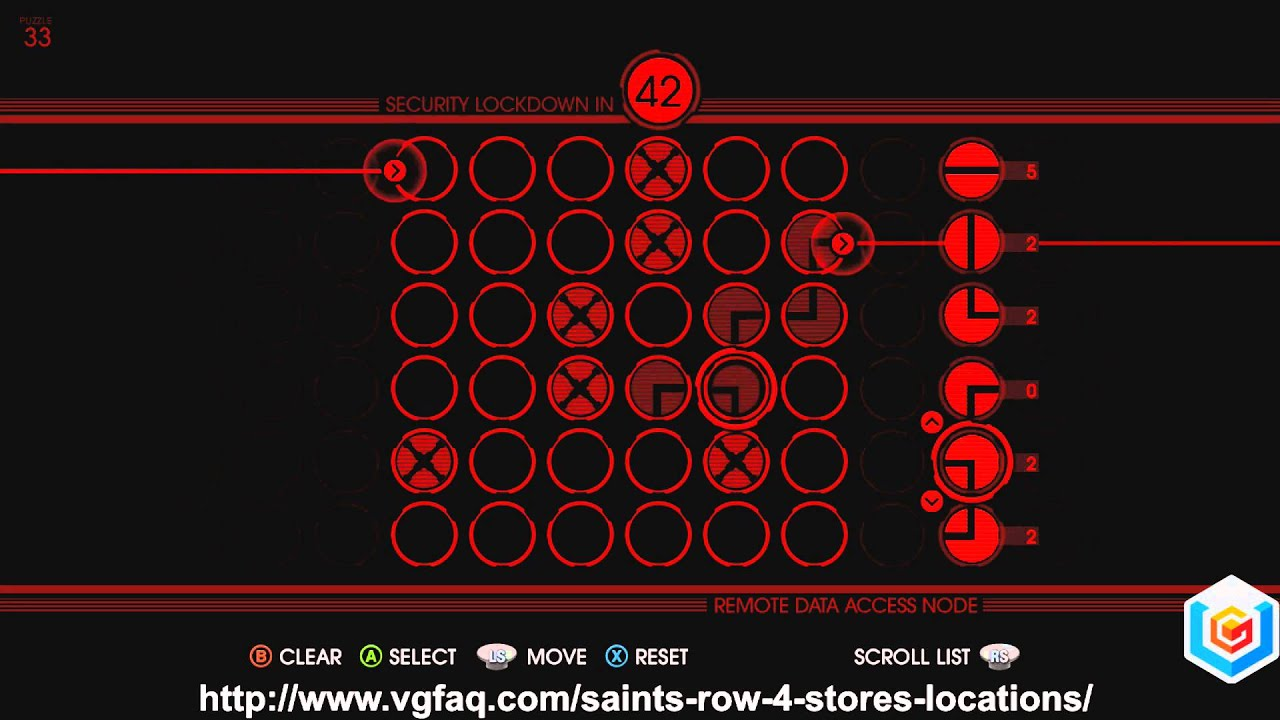 PUZZLE
33
42
SECURITY LOCKDOWN IN
5
2
2
0
2
2
REMOTE DATA ACCESS NODE
B CLEAR A SELECT LS MOVE X RESET SCROLL LIST RS
http://www.vgfaq.com/saints-row-4-stores-locations/